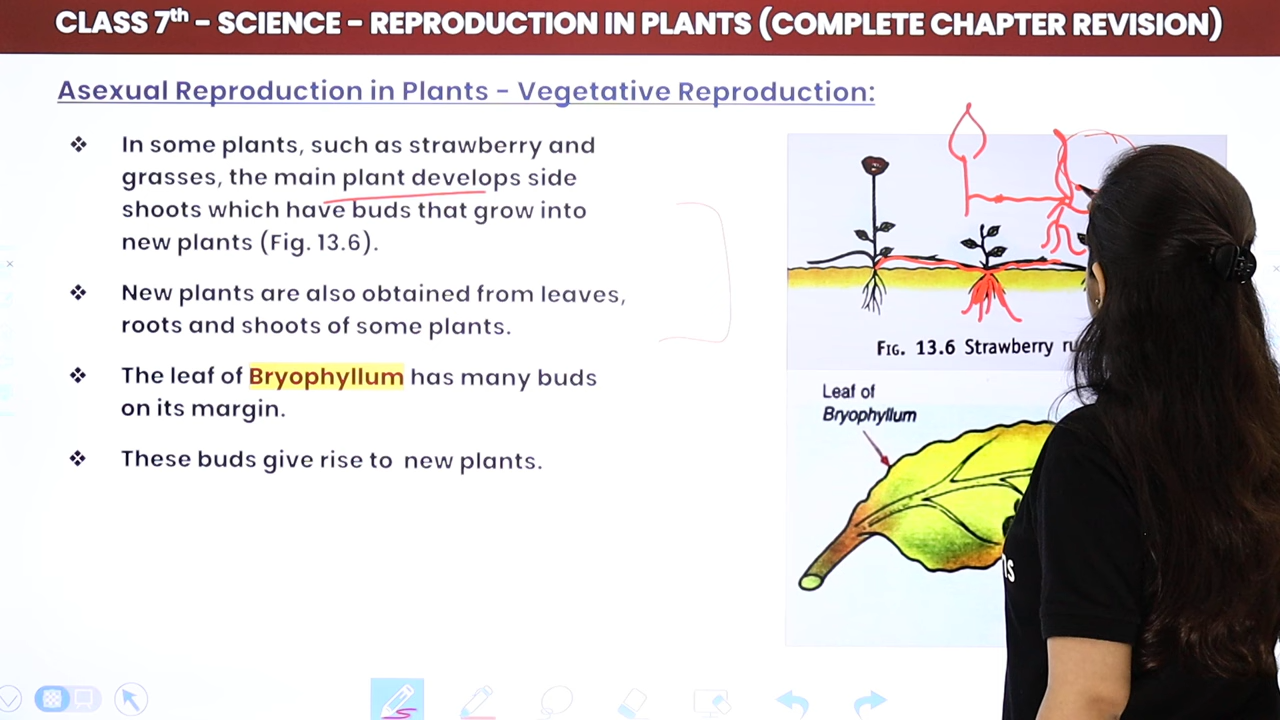 CLASS 7th – SCIENCE – REPRODUCTION IN PLANTS (COMPLETE CHAPTER REVISION)
Asexual Reproduction in Plants – Vegetative Reproduction:
❖ In some plants, such as strawberry and
grasses, the main plant develops side
shoots which have buds that grow into
new plants (Fig. 13.6).
❖ New plants are also obtained from leaves,
roots and shoots of some plants.
❖ The leaf of Bryophyllum has many buds
on its margin.
❖ These buds give rise to new plants.
FIG. 13.6 Strawberry
Leaf of
Bryophyllum